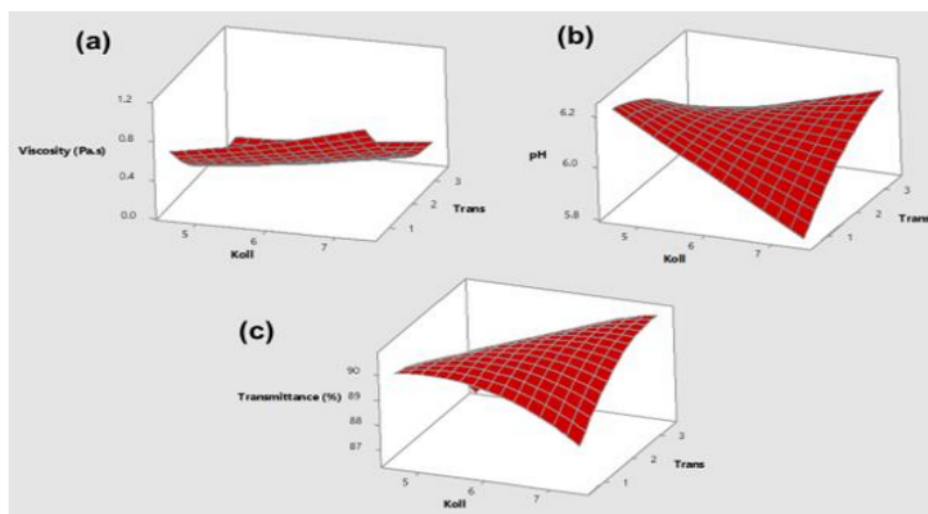 (a)
1.2
0.8
Viscosity (Pa.s)
0.4
0.0
5
6
7
Koll
1
2
3
Trans
(b)
6.2
6.0
pH
5.8
5
6
7
Koll
1
2
3
Trans
(c)
90
89
Transmittance (%)
88
87
5
6
7
Koll
1
2
3
Trans